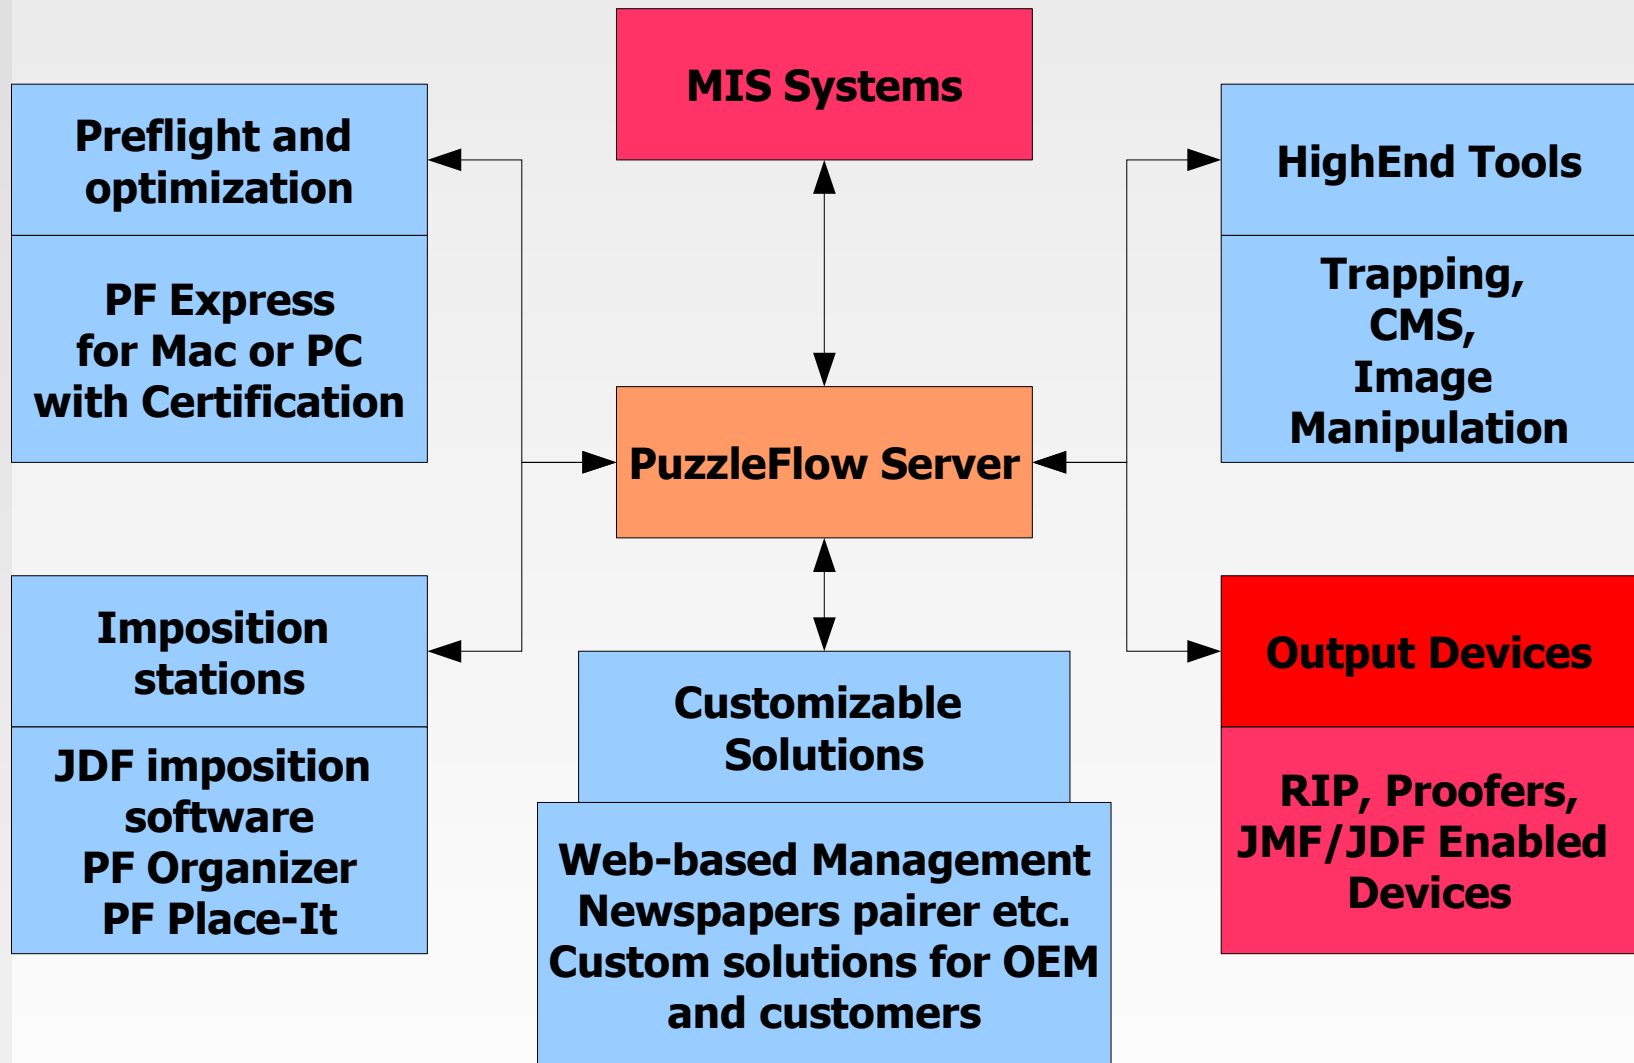 MIS Systems
Preflight and
optimization
PF Express
for Mac or PC
with Certification
HighEnd Tools
Trapping,
CMS,
Image
Manipulation
PuzzleFlow Server
Imposition
stations
JDF imposition
software
PF Organizer
PF Place-It
Customizable
Solutions
Web-based Management
Newspapers pairer etc.
Custom solutions for OEM
and customers
Output Devices
RIP, Proofers,
JMF/JDF Enabled
Devices